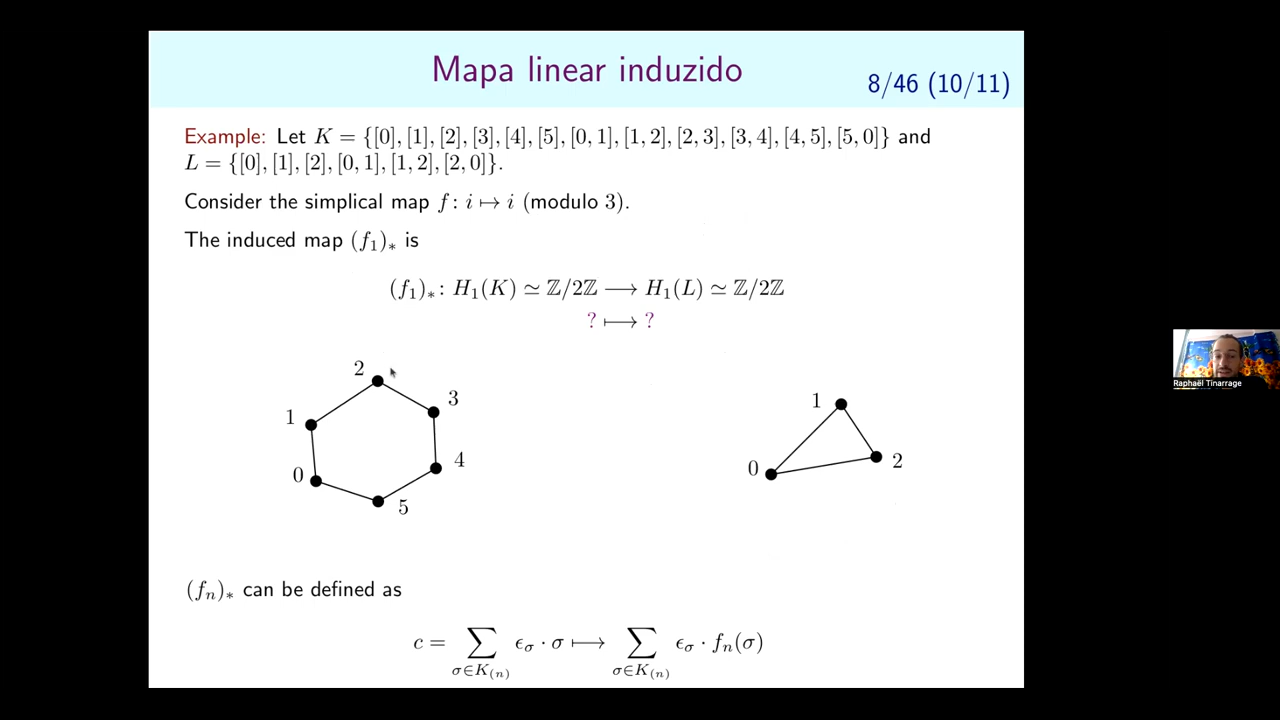 Mapa linear induzido
8/46 (10/11)
Example: Let K = {[0], [1], [2], [3], [4], [5], [0, 1], [1, 2], [2, 3], [3, 4], [4, 5], [5, 0]} and
L = {[0], [1], [2], [0, 1], [1, 2], [2, 0]}.
Consider the simplical map f : i ↦ i (modulo 3).
The induced map (f₁)∗ is
(f₁)∗ : H₁(K) ≃ ℤ/2ℤ ⟶ H₁(L) ≃ ℤ/2ℤ
? ⟼ ?
2
3
1
4
0
5
1
0
2
Raphaël Tinarrage
(fₙ)∗ can be defined as
c = ∑_{σ∈K₍ₙ₎} ϵ_σ · σ ⟼ ∑_{σ∈K₍ₙ₎} ϵ_σ · fₙ(σ)